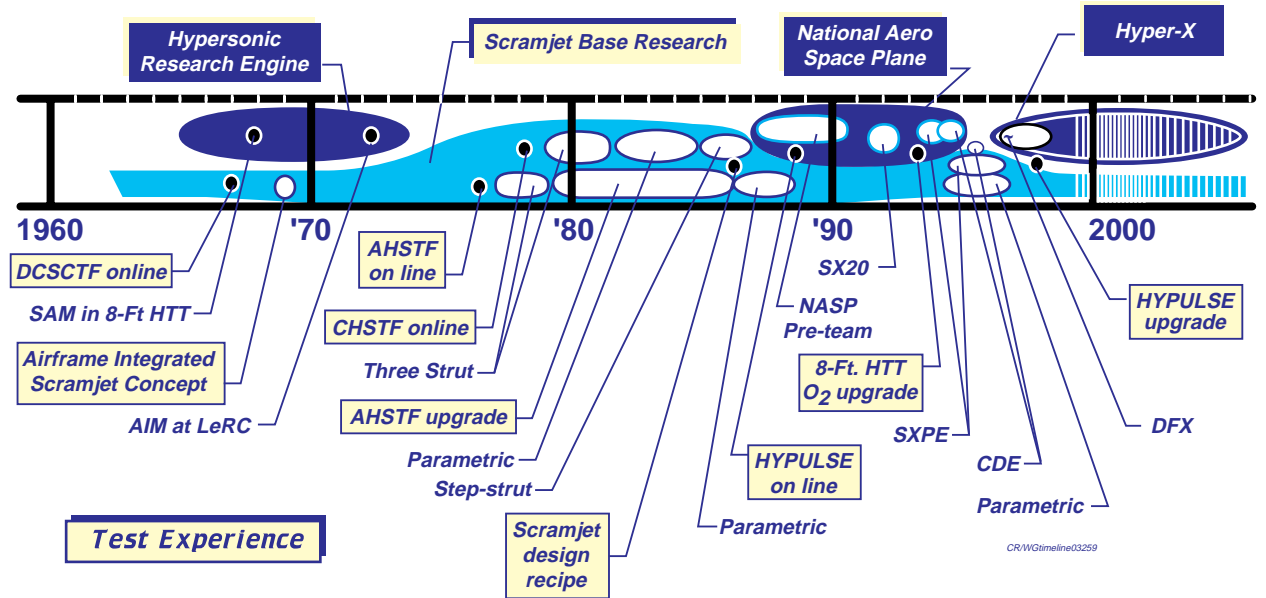 Hypersonic
Research Engine
Scramjet Base Research
National Aero
Space Plane
Hyper-X
1960
'70
'80
'90
2000
DCSCTF online
SAM in 8-Ft HTT
Airframe Integrated
Scramjet Concept
AIM at LeRC
AHSTF
on line
CHSTF online
Three Strut
AHSTF upgrade
Parametric
Step-strut
Scramjet
design
recipe
SX20
NASP
Pre-team
8-Ft. HTT
O2 upgrade
SXPE
HYPULSE
on line
Parametric
HYPULSE
upgrade
DFX
CDE
Parametric
Test Experience
CR/WGtimeline03259